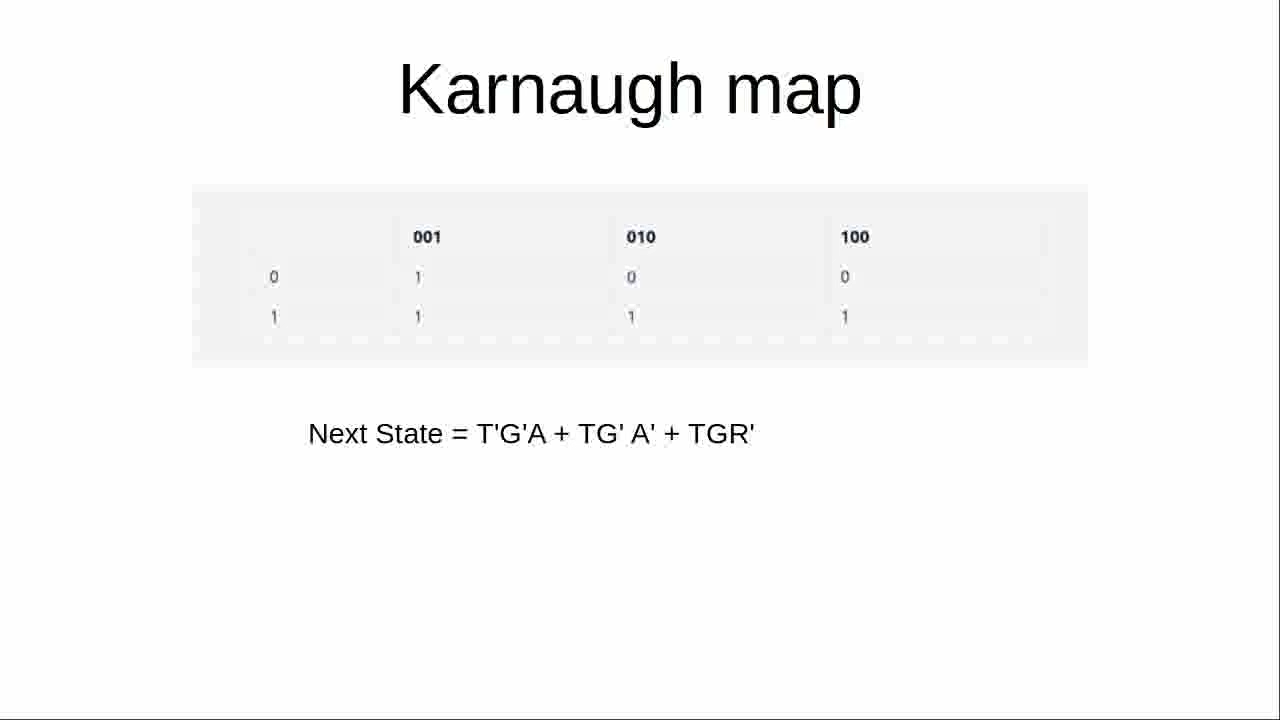 Karnaugh map
001 010 100
0 1 0 0
1 1 1 1
Next State = T'G'A + TG' A' + TGR'